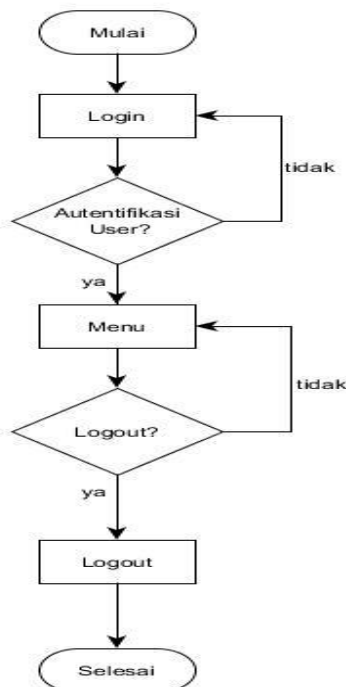 Mulai
Login
tidak
Autentifikasi
User?
ya
Menu
tidak
Logout?
ya
Logout
Selesai